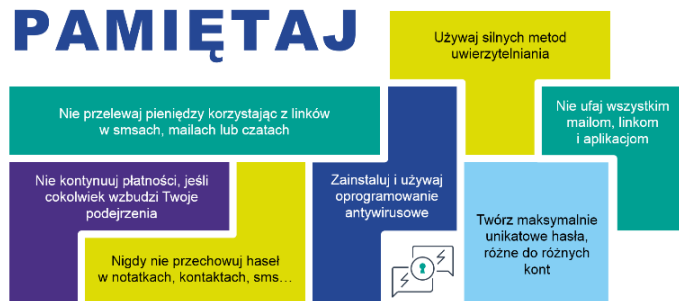 PAMIĘTAJ
Używaj silnych metod
uwierzytelniania
Nie przelewaj pieniędzy korzystając z linków
w smsach, mailach lub czatach
Nie ufaj wszystkim
mailom, linkom
i aplikacjom
Nie kontynuuj płatności, jeśli
cokolwiek wzbudzi Twoje
podejrzenia
Zainstaluj i używaj
oprogramowanie
antywirusowe
Twórz maksymalnie
unikatowe hasła,
różne do różnych
kont
Nigdy nie przechowuj haseł
w notatkach, kontaktach, sms...